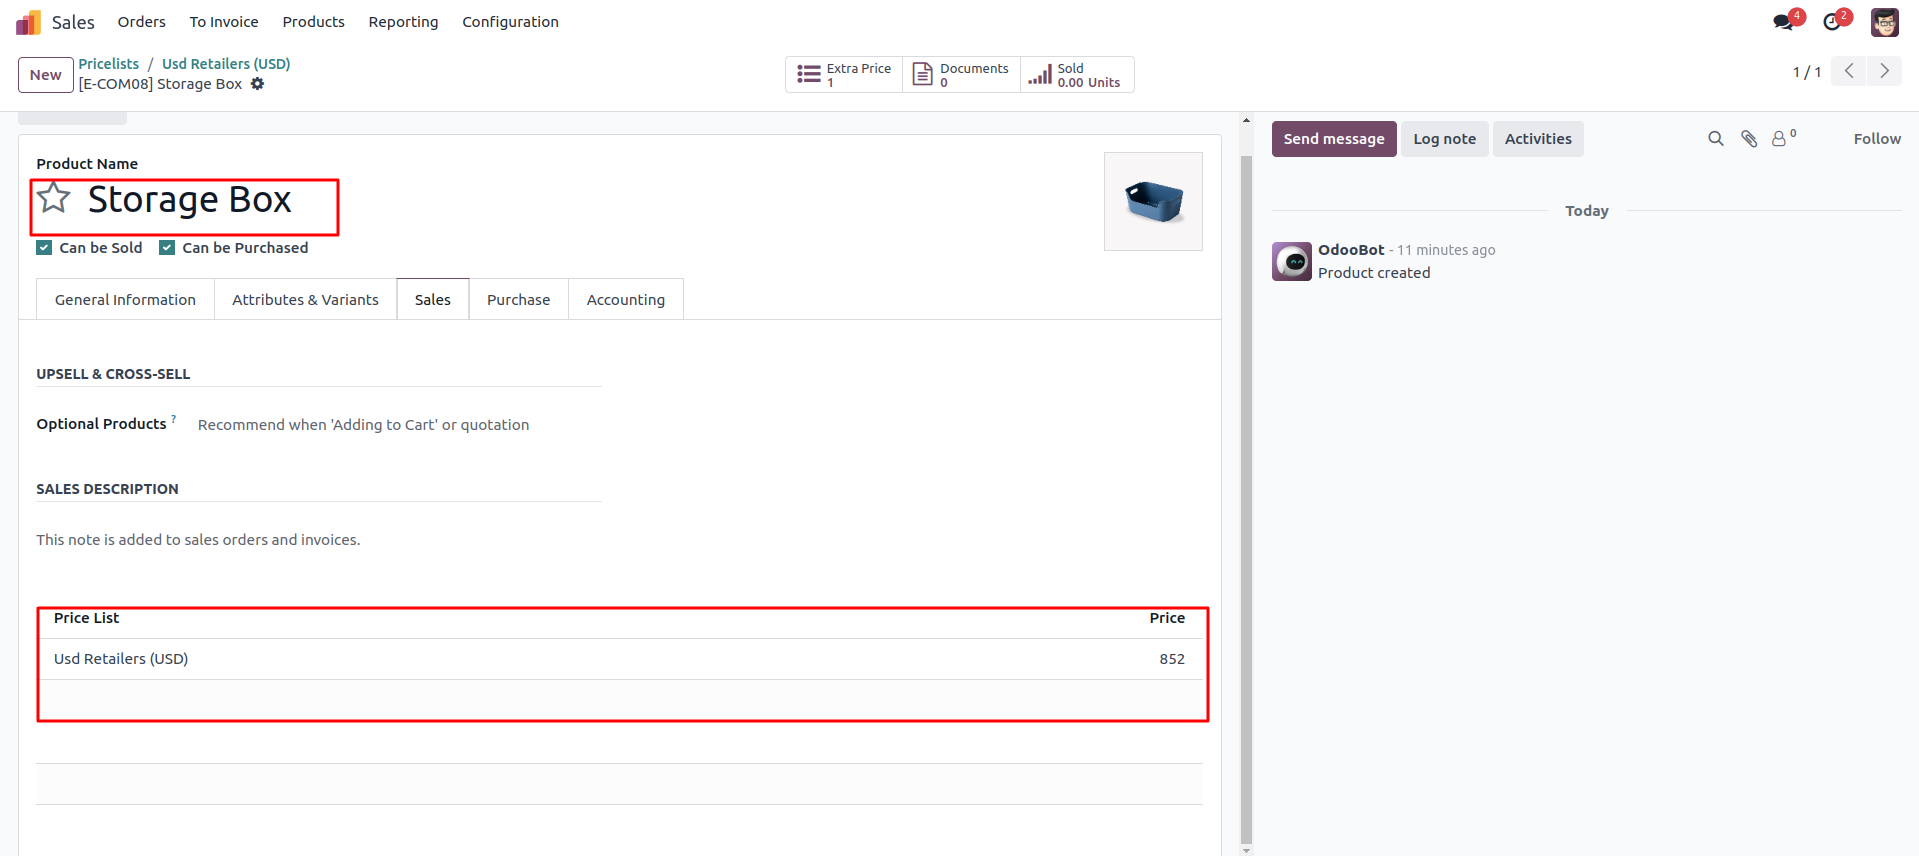 Sales Orders To Invoice Products Reporting Configuration 4 2
New Pricelists / Usd Retailers (USD)
[E-COM08] Storage Box
Extra Price
1
Documents
0
Sold
0.00 Units
1 / 1
Product Name
Storage Box
Can be Sold Can be Purchased
General Information Attributes & Variants Sales Purchase Accounting
UPSELL & CROSS-SELL
Optional Products ? Recommend when 'Adding to Cart' or quotation
SALES DESCRIPTION
This note is added to sales orders and invoices.
Price List Price
Usd Retailers (USD) 852
Send message Log note Activities 0 Follow
Today
OdooBot - 11 minutes ago
Product created